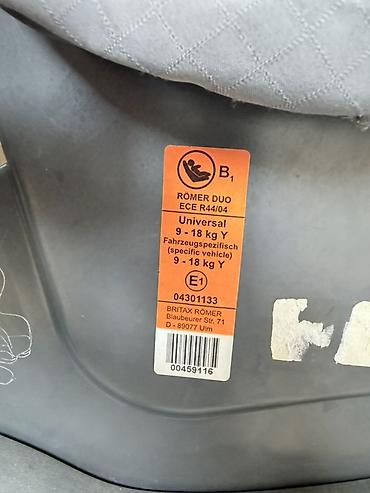 B1
RÖMER DUO
ECE R44/04
Universal
9 - 18 kg Y
Fahrzeugspezifisch
(specific vehicle)
9 - 18 kg Y
E1
04301133
BRITAX RÖMER
Blaubeurer Str. 71
D - 89077 Ulm
00459116